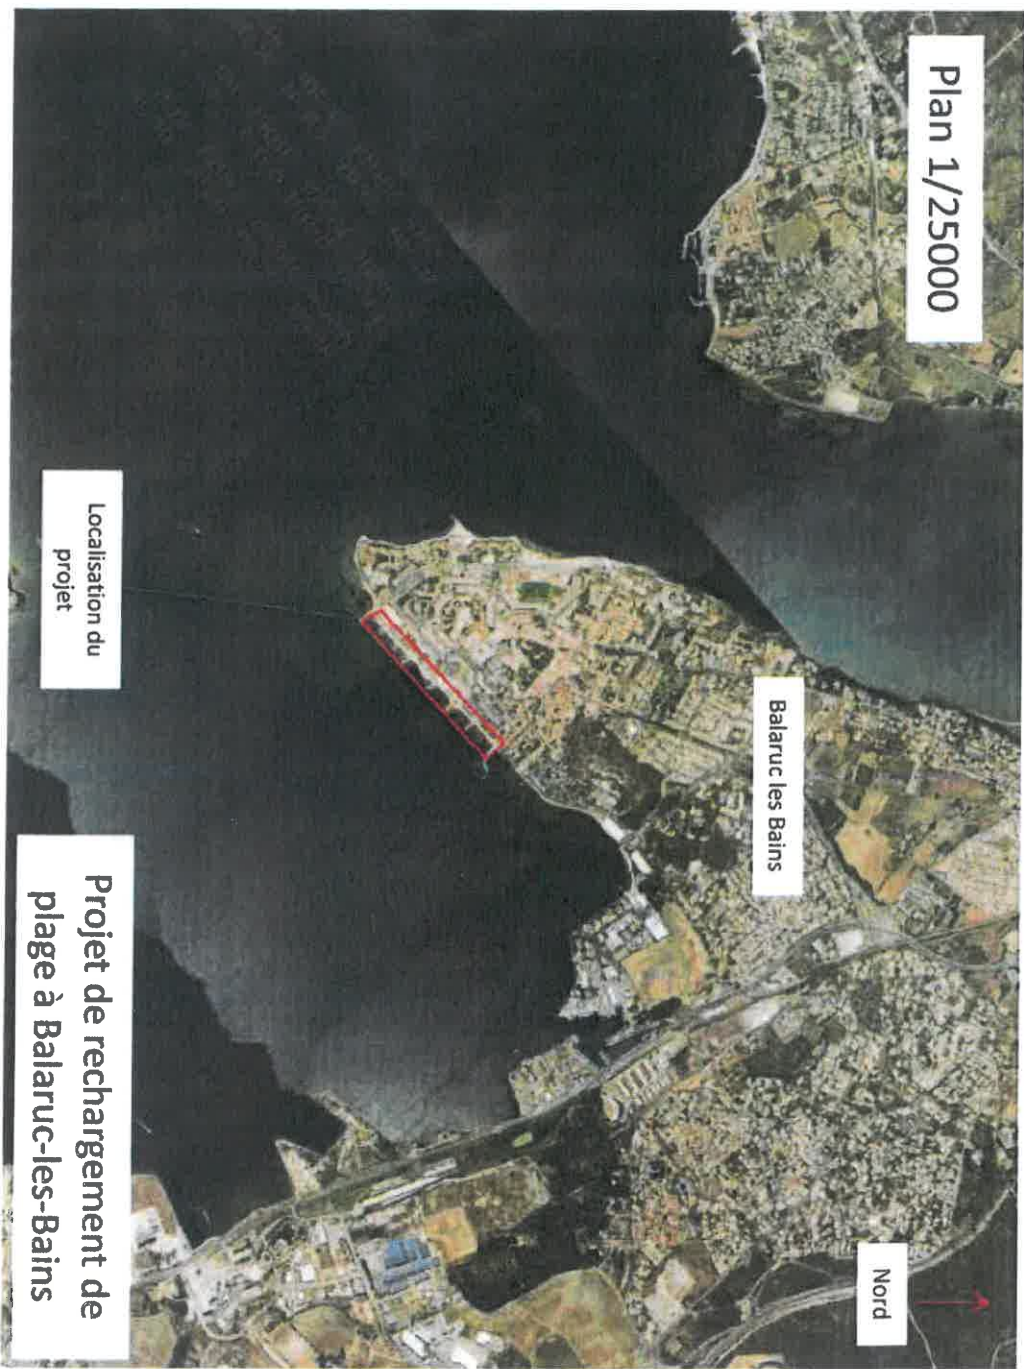 Plan 1/25000
Nord
Balaruc les Bains
Localisation du
projet
Projet de rechargement de
plage à Balaruc-les-Bains